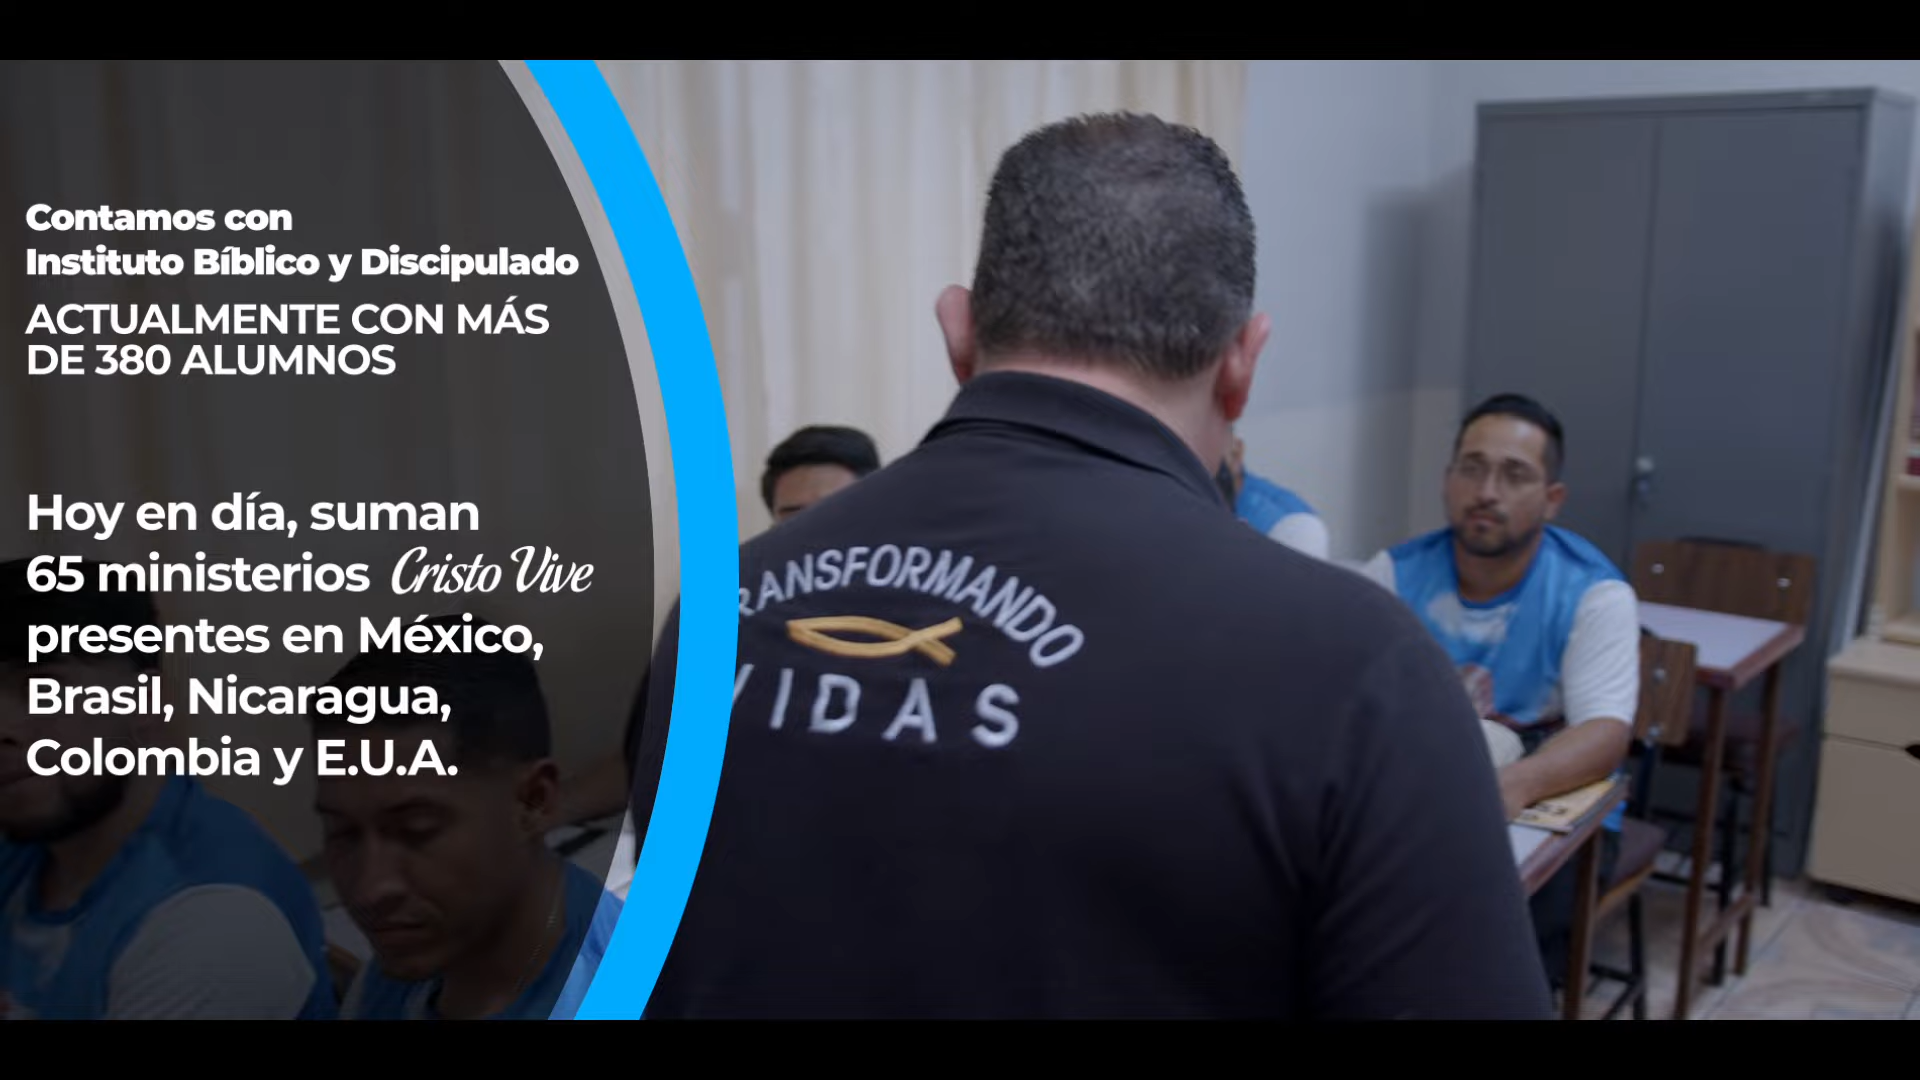 Contamos con
Instituto Bíblico y Discipulado
ACTUALMENTE CON MÁS
DE 380 ALUMNOS
Hoy en día, suman
65 ministerios Cristo Vive
presentes en México,
Brasil, Nicaragua,
Colombia y E.U.A.
TRANSFORMANDO
VIDAS